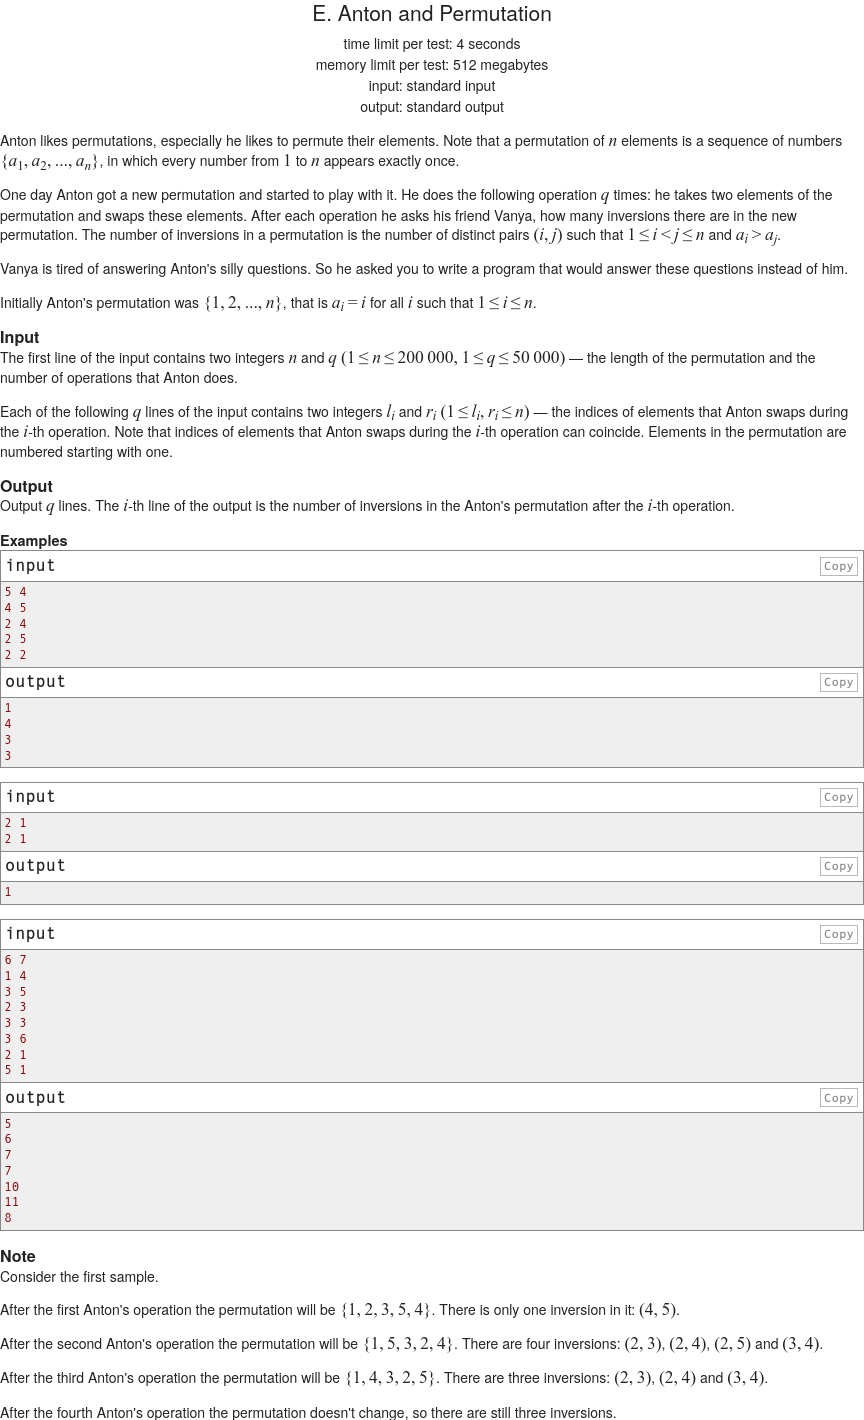 E. Anton and Permutation
time limit per test: 4 seconds
memory limit per test: 512 megabytes
input: standard input
output: standard output
Anton likes permutations, especially he likes to permute their elements. Note that a permutation of n elements is a sequence of numbers
{a1, a2, ..., an}, in which every number from 1 to n appears exactly once.
One day Anton got a new permutation and started to play with it. He does the following operation q times: he takes two elements of the
permutation and swaps these elements. After each operation he asks his friend Vanya, how many inversions there are in the new
permutation. The number of inversions in a permutation is the number of distinct pairs (i, j) such that 1 ≤ i < j ≤ n and ai > aj.
Vanya is tired of answering Anton's silly questions. So he asked you to write a program that would answer these questions instead of him.
Initially Anton's permutation was {1, 2, ..., n}, that is ai = i for all i such that 1 ≤ i ≤ n.
Input
The first line of the input contains two integers n and q (1 ≤ n ≤ 200 000, 1 ≤ q ≤ 50 000) — the length of the permutation and the
number of operations that Anton does.
Each of the following q lines of the input contains two integers li and ri (1 ≤ li, ri ≤ n) — the indices of elements that Anton swaps during
the i-th operation. Note that indices of elements that Anton swaps during the i-th operation can coincide. Elements in the permutation are
numbered starting with one.
Output
Output q lines. The i-th line of the output is the number of inversions in the Anton's permutation after the i-th operation.
Examples
input Copy
5 4
4 5
2 4
2 5
2 2
output Copy
1
4
3
3
input Copy
2 1
2 1
output Copy
1
input Copy
6 7
1 4
3 5
2 3
3 3
3 6
2 1
5 1
output Copy
5
6
7
7
10
11
8
Note
Consider the first sample.
After the first Anton's operation the permutation will be {1, 2, 3, 5, 4}. There is only one inversion in it: (4, 5).
After the second Anton's operation the permutation will be {1, 5, 3, 2, 4}. There are four inversions: (2, 3), (2, 4), (2, 5) and (3, 4).
After the third Anton's operation the permutation will be {1, 4, 3, 2, 5}. There are three inversions: (2, 3), (2, 4) and (3, 4).
After the fourth Anton's operation the permutation doesn't change, so there are still three inversions.